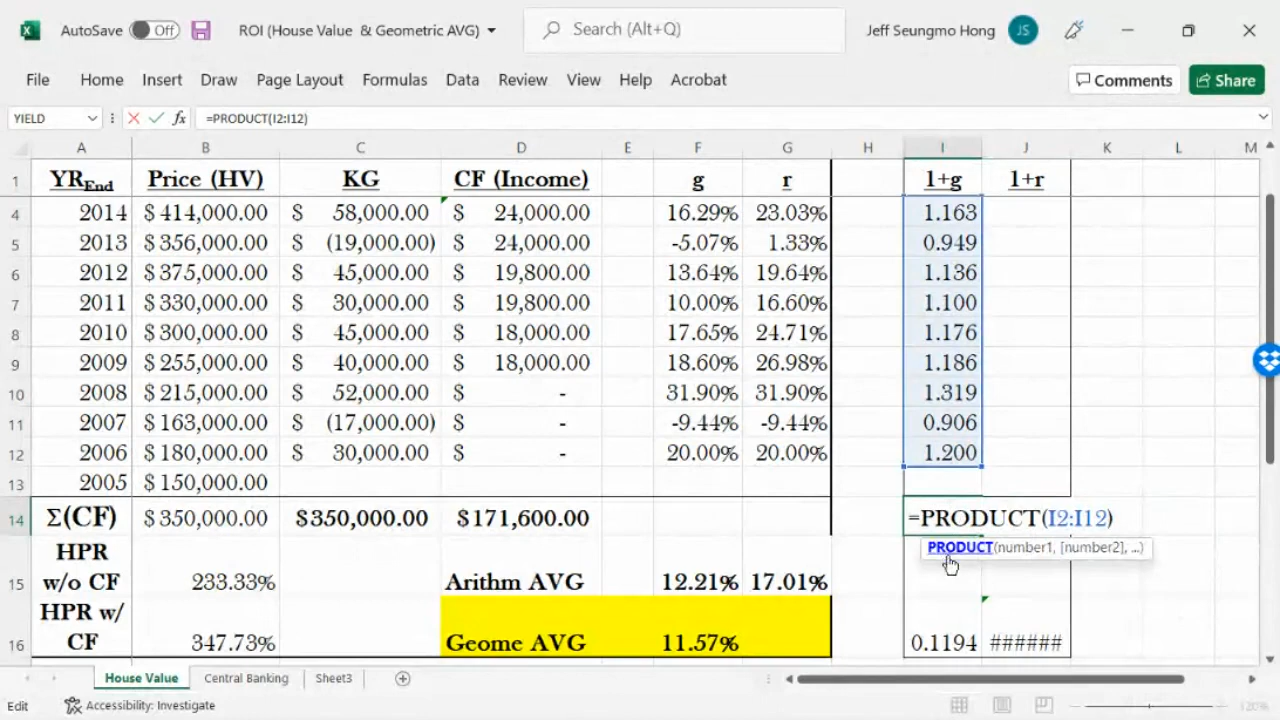 AutoSave Off ROI (House Value & Geometric AVG) Search (Alt+Q) Jeff Seungmo Hong JS
File Home Insert Draw Page Layout Formulas Data Review View Help Acrobat Comments Share
YIELD fx =PRODUCT(I2:I12)
A B C D E F G H I J K L M
1 YREnd Price (HV) KG CF (Income) g r 1+g 1+r
4 2014 $ 414,000.00 $ 58,000.00 $ 24,000.00 16.29% 23.03% 1.163
5 2013 $ 356,000.00 $ (19,000.00) $ 24,000.00 -5.07% 1.33% 0.949
6 2012 $ 375,000.00 $ 45,000.00 $ 19,800.00 13.64% 19.64% 1.136
7 2011 $ 330,000.00 $ 30,000.00 $ 19,800.00 10.00% 16.60% 1.100
8 2010 $ 300,000.00 $ 45,000.00 $ 18,000.00 17.65% 24.71% 1.176
9 2009 $ 255,000.00 $ 40,000.00 $ 18,000.00 18.60% 26.98% 1.186
10 2008 $ 215,000.00 $ 52,000.00 $ - 31.90% 31.90% 1.319
11 2007 $ 163,000.00 $ (17,000.00) $ - -9.44% -9.44% 0.906
12 2006 $ 180,000.00 $ 30,000.00 $ - 20.00% 20.00% 1.200
13 2005 $ 150,000.00
14 Σ(CF) $ 350,000.00 $350,000.00 $171,600.00 =PRODUCT(I2:I12)
PRODUCT(number1, [number2], ...)
HPR
15 w/o CF 233.33% Arithm AVG 12.21% 17.01%
HPR w/
16 CF 347.73% Geome AVG 11.57% 0.1194 ######
House Value Central Banking Sheet3
Edit Accessibility: Investigate 120%